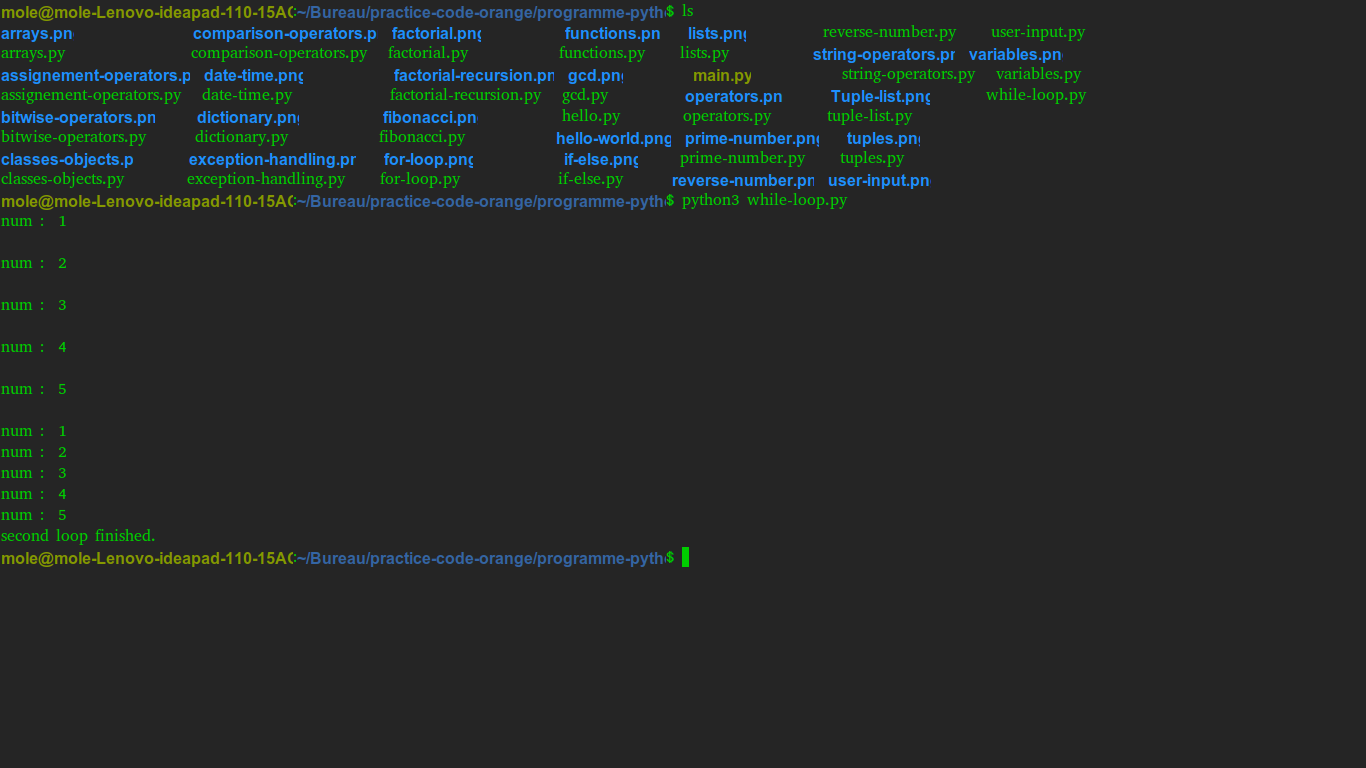 mole@mole-Lenovo-ideapad-110-15AC:~/Bureau/practice-code-orange/programme-pyth$ ls
arrays.pn comparison-operators.p factorial.png functions.pn lists.png reverse-number.py user-input.py
arrays.py comparison-operators.py factorial.py functions.py lists.py string-operators.pn variables.pn
assignement-operators.p date-time.png factorial-recursion.pn gcd.png main.py string-operators.py variables.py
assignement-operators.py date-time.py factorial-recursion.py gcd.py operators.pn Tuple-list.png while-loop.py
bitwise-operators.pn dictionary.png fibonacci.pn hello.py operators.py tuple-list.py
bitwise-operators.py dictionary.py fibonacci.py hello-world.png prime-number.png tuples.png
classes-objects.p exception-handling.pn for-loop.png if-else.png prime-number.py tuples.py
classes-objects.py exception-handling.py for-loop.py if-else.py reverse-number.pn user-input.pn
mole@mole-Lenovo-ideapad-110-15AC:~/Bureau/practice-code-orange/programme-pyth$ python3 while-loop.py
num : 1
num : 2
num : 3
num : 4
num : 5
num : 1
num : 2
num : 3
num : 4
num : 5
second loop finished.
mole@mole-Lenovo-ideapad-110-15AC:~/Bureau/practice-code-orange/programme-pyth$